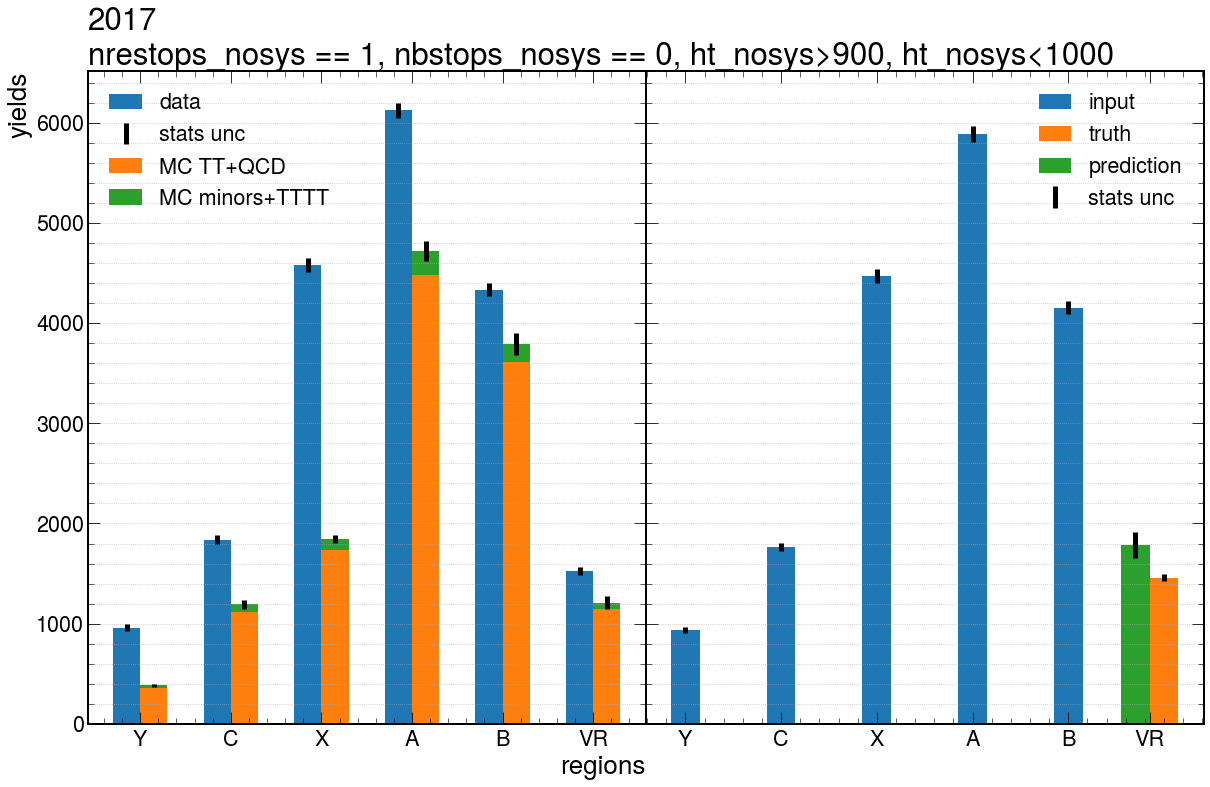 2017
nrestops_nosys == 1, nbstops_nosys == 0, ht_nosys>900, ht_nosys<1000
yields
6000
5000
4000
3000
2000
1000
0
data
stats unc
MC TT+QCD
MC minors+TTTT
input
truth
prediction
stats unc
Y C X A B VR
Y C X A B VR
regions